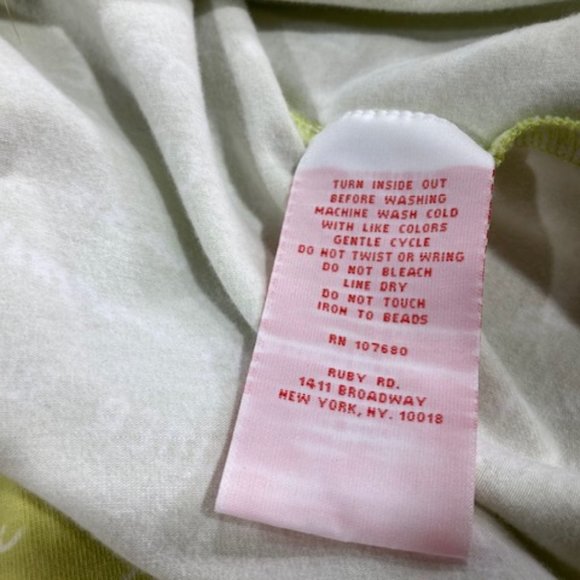 TURN INSIDE OUT
BEFORE WASHING
MACHINE WASH COLD
WITH LIKE COLORS
GENTLE CYCLE
DO NOT TWIST OR WRING
DO NOT BLEACH
LINE DRY
DO NOT TOUCH
IRON TO BEADS
RN 107680
RUBY RD.
1411 BROADWAY
NEW YORK, NY. 10018